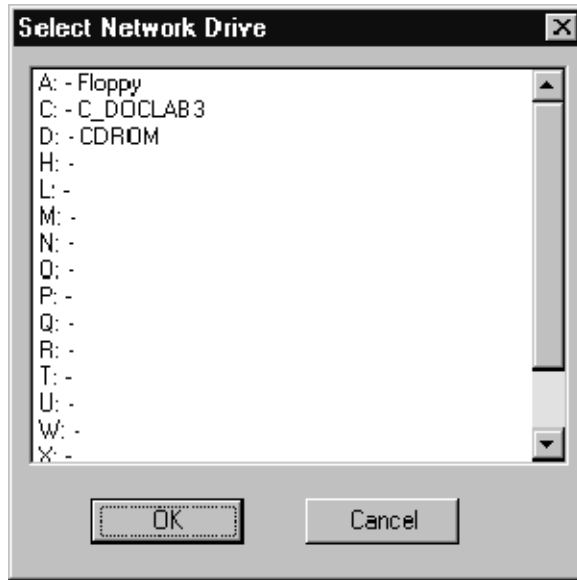 Select Network Drive
A: - Floppy
C: - C_DOCLAB3
D: - CDROM
H: -
L: -
M: -
N: -
O: -
P: -
Q: -
R: -
T: -
U: -
W: -
X: -
OK
Cancel